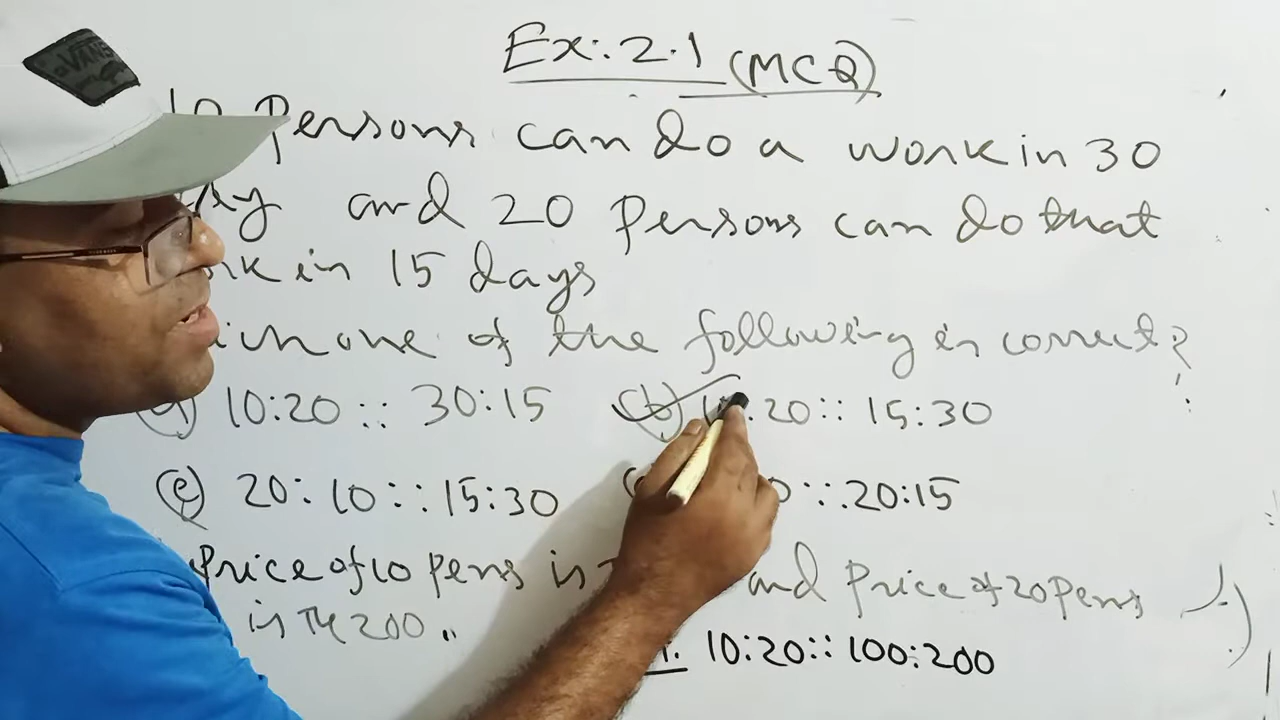 VANS
Ex:. 2.1 (MCQ)
10 Persons can do a work in 30
and 20 Persons can do that
in 15 days
one of the following is correct?
10:20 :: 30:15 (b) :20 :: 15:30
(c) 20:10 :: 15:30 ::20:15
Price of 10 pens is and Price of 20 Pens
is TK 200 ..
10:20::100:200